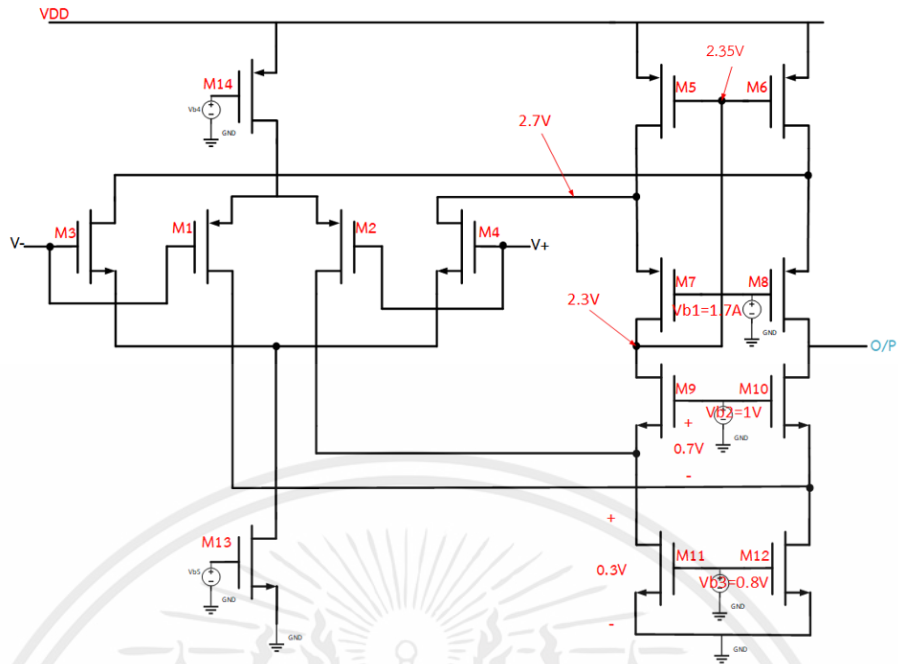 VDD
2.35V
M14
M5
M6
Vb4
GND
2.7V
M3
M1
M2
M4
V-
V+
M7
M8
2.3V
Vb1=1.7A
GND
O/P
M9
M10
Vb2=1V
+
GND
0.7V
-
+
M13
M11
M12
Vb5
0.3V
Vb3=0.8V
GND
GND
-
GND
GND